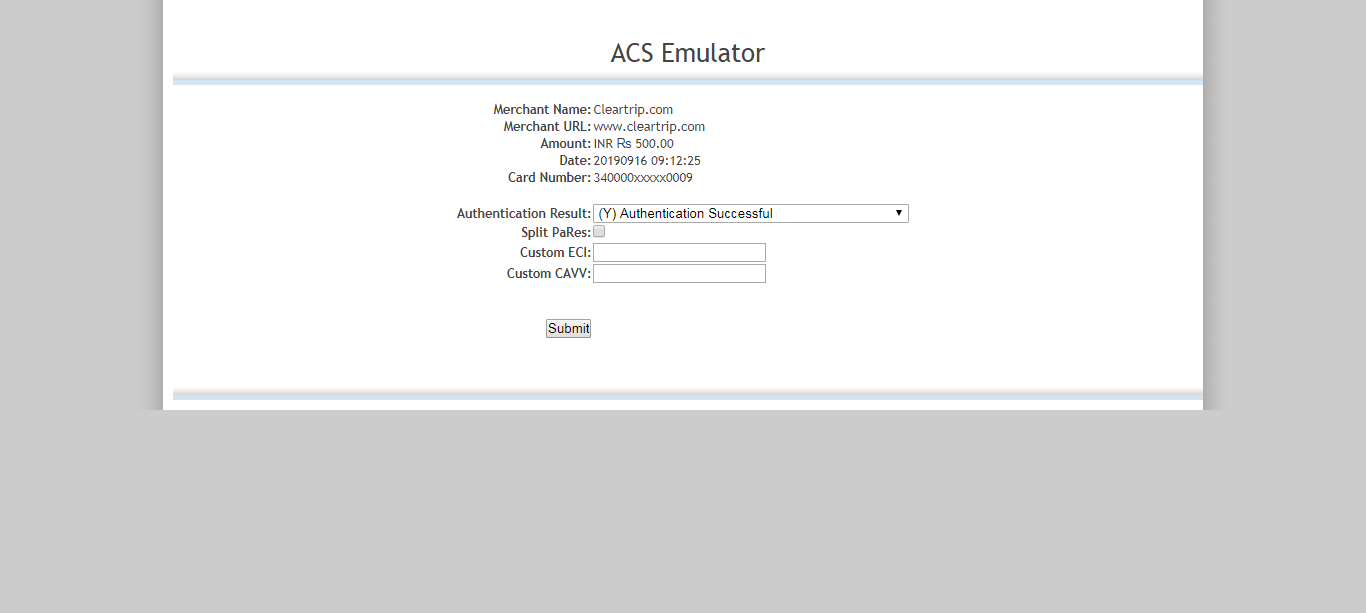 ACS Emulator
Merchant Name: Cleartrip.com
Merchant URL: www.cleartrip.com
Amount: INR Rs 500.00
Date: 20190916 09:12:25
Card Number: 340000xxxxx0009
Authentication Result: (Y) Authentication Successful
Split PaRes:
Custom ECI:
Custom CAVV:
Submit